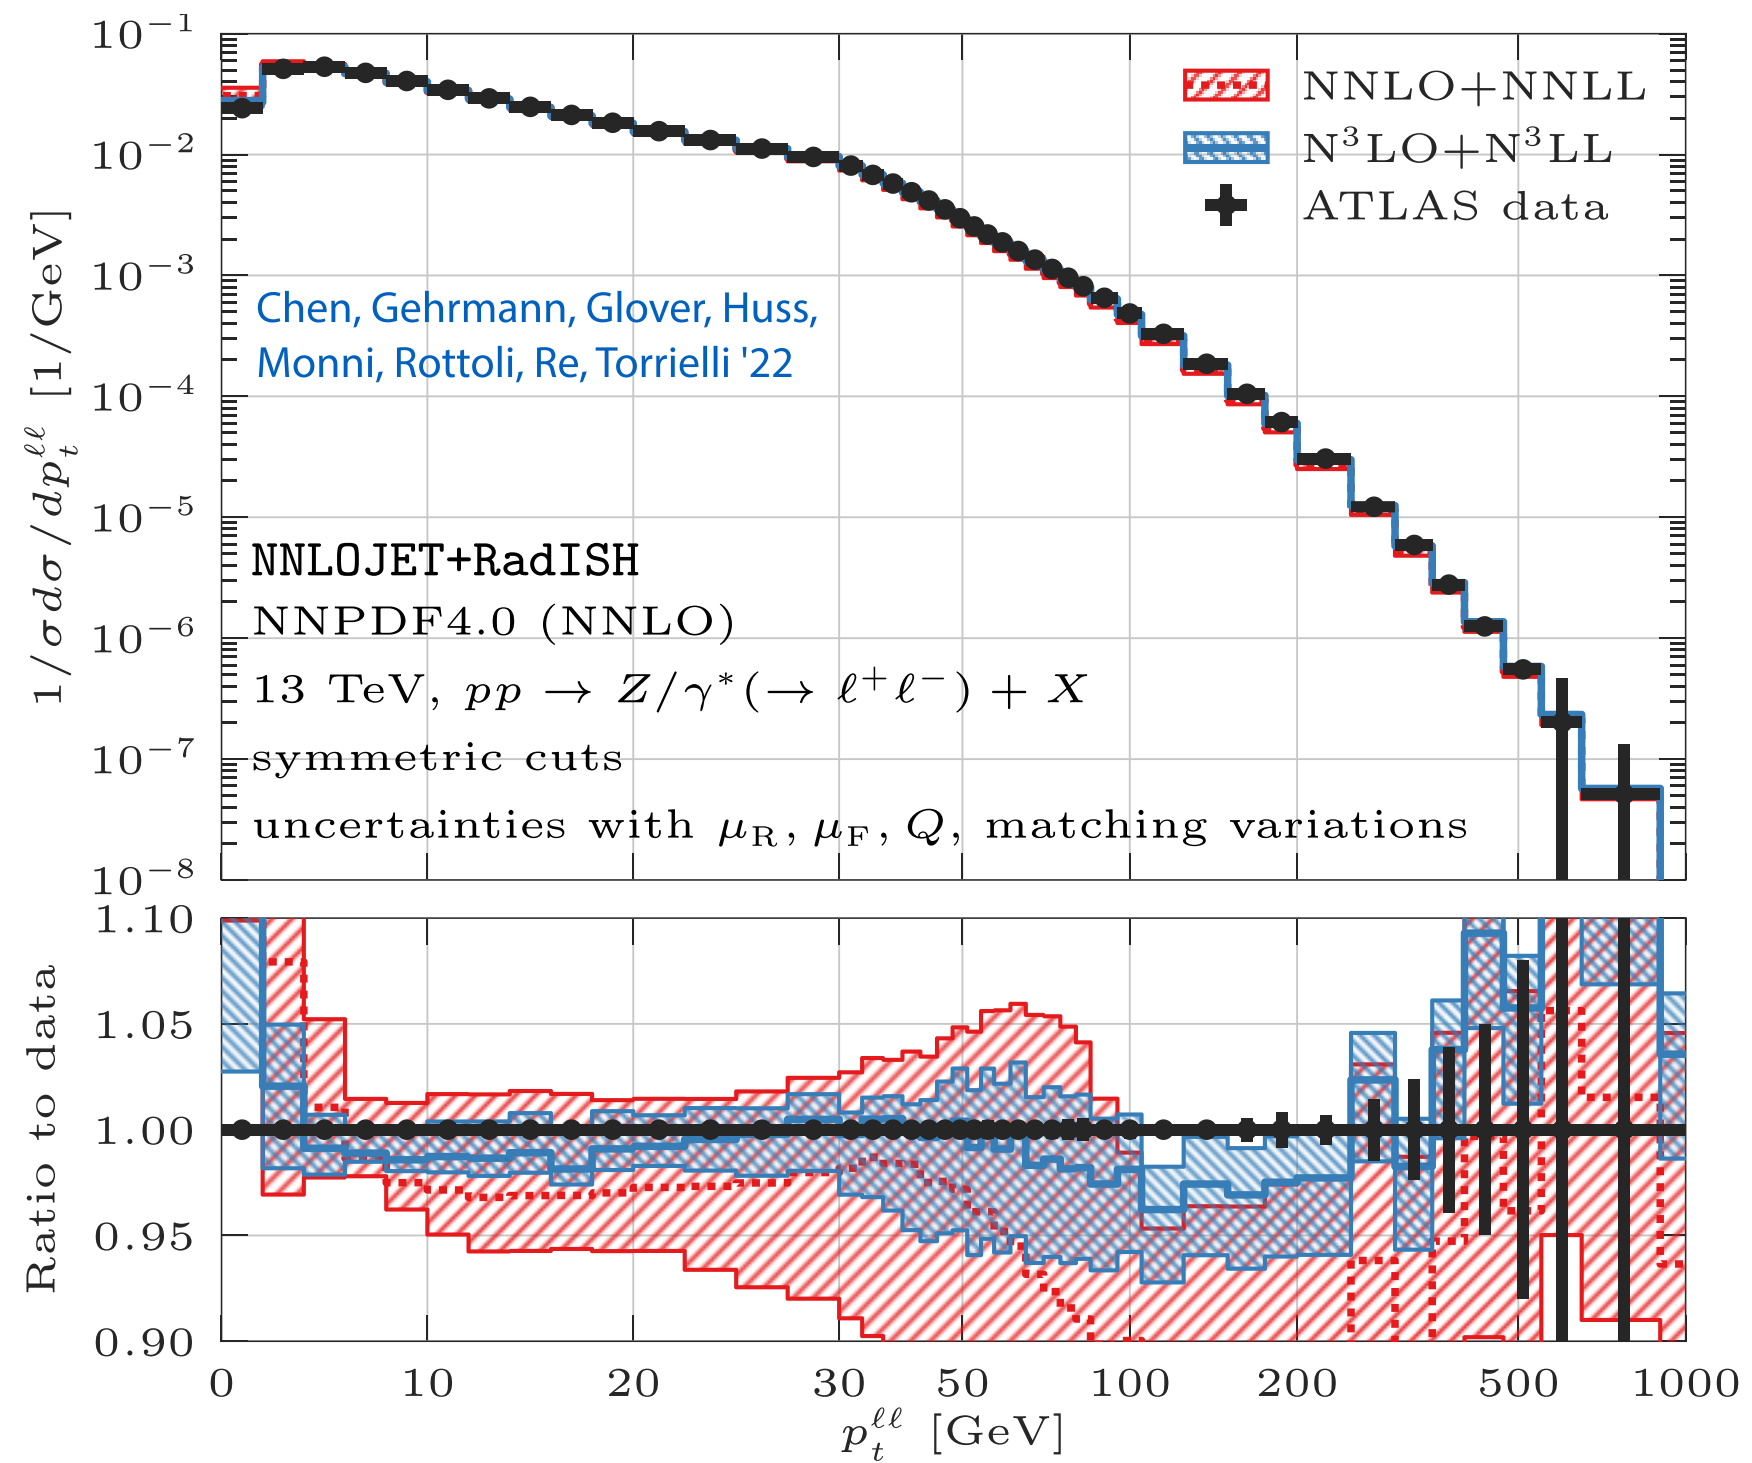 10⁻¹
10⁻²
10⁻³
10⁻⁴
10⁻⁵
10⁻⁶
10⁻⁷
10⁻⁸
1/σ dσ/dp_t^{ℓℓ} [1/GeV]
NNLO+NNLL
N³LO+N³LL
ATLAS data
Chen, Gehrmann, Glover, Huss,
Monni, Rottoli, Re, Torrielli '22
NNLOJET+RadISH
NNPDF4.0 (NNLO)
13 TeV, pp → Z/γ*(→ ℓ⁺ℓ⁻) + X
symmetric cuts
uncertainties with μ_R, μ_F, Q, matching variations
1.10
1.05
1.00
0.95
0.90
Ratio to data
0 10 20 30 50 100 200 500 1000
p_t^{ℓℓ} [GeV]